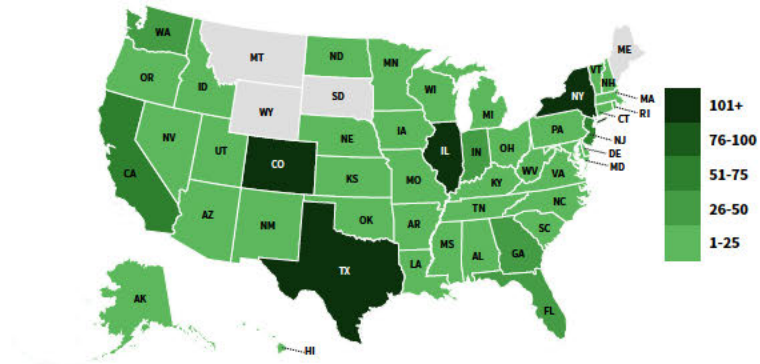 WA
MT
ND
MN
ME
VT
NH
OR
ID
SD
WI
NY
MA
RI
CT
WY
MI
PA
NJ
DE
MD
NV
UT
CO
NE
IA
IL
IN
OH
WV
VA
CA
KS
MO
KY
NC
AZ
NM
OK
AR
TN
SC
TX
LA
MS
AL
GA
FL
AK
HI
101+
76-100
51-75
26-50
1-25